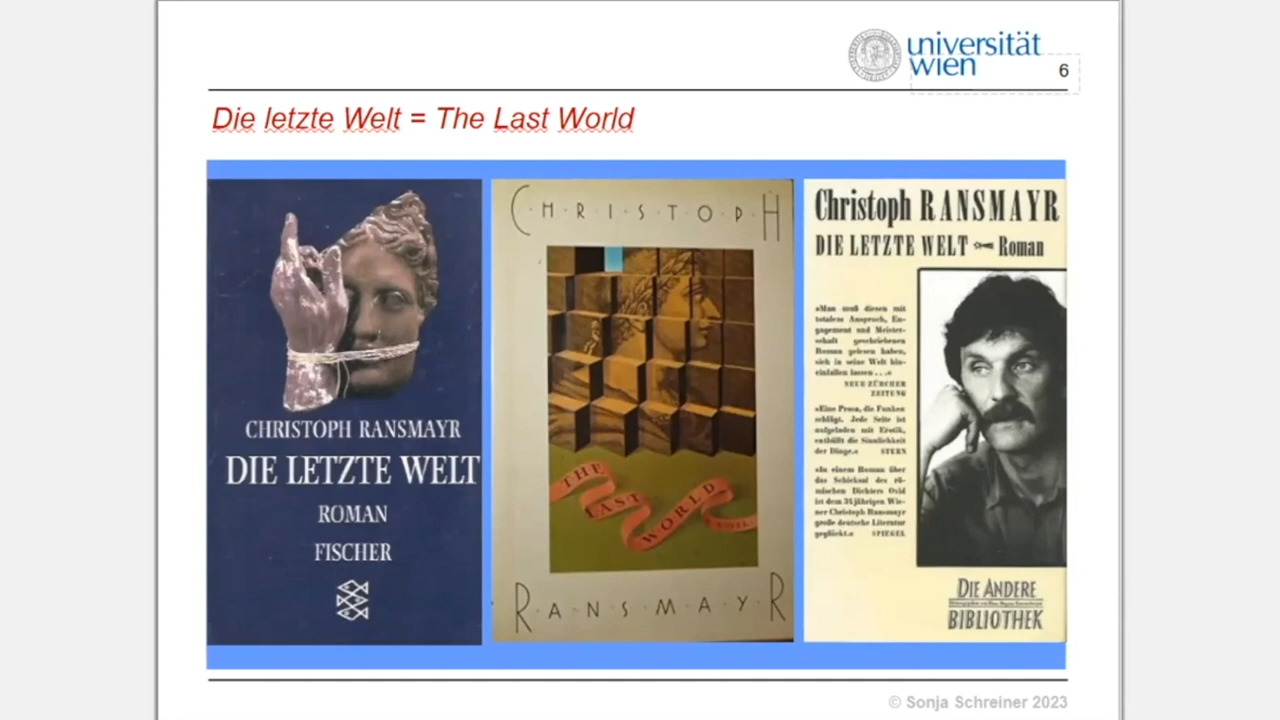 universität
wien
6
Die letzte Welt = The Last World
CHRISTOPH RANSMAYR
DIE LETZTE WELT
ROMAN
FISCHER
CHRISTOPH
THE
LAST
WORLD
RANSMAYR
Christoph RANSMAYR
DIE LETZTE WELT Roman
»Man muß diesen mit
totalem Anspruch, En-
gagement und Meister-
schaft geschriebenen
Roman gelesen haben,
sich in seine Welt hin-
einfallen lassen . . .«
NEUE ZÜRCHER
ZEITUNG
»Eine Prosa, die Funken
schlägt. Jede Seite ist
aufgeladen mit Erotik,
enthüllt die Sinnlichkeit
der Dinge.« STERN
»In einem Roman über
das Schicksal des rö-
mischen Dichters Ovid
ist dem 34jährigen Wie-
ner Christoph Ransmayr
große deutsche Literatur
geglückt.« SPIEGEL
DIE ANDERE
BIBLIOTHEK
© Sonja Schreiner 2023